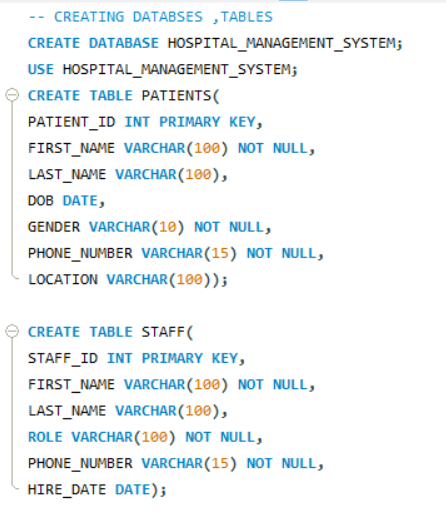 -- CREATING DATABSES ,TABLES
CREATE DATABASE HOSPITAL_MANAGEMENT_SYSTEM;
USE HOSPITAL_MANAGEMENT_SYSTEM;
CREATE TABLE PATIENTS(
PATIENT_ID INT PRIMARY KEY,
FIRST_NAME VARCHAR(100) NOT NULL,
LAST_NAME VARCHAR(100),
DOB DATE,
GENDER VARCHAR(10) NOT NULL,
PHONE_NUMBER VARCHAR(15) NOT NULL,
LOCATION VARCHAR(100));
CREATE TABLE STAFF(
STAFF_ID INT PRIMARY KEY,
FIRST_NAME VARCHAR(100) NOT NULL,
LAST_NAME VARCHAR(100),
ROLE VARCHAR(100) NOT NULL,
PHONE_NUMBER VARCHAR(15) NOT NULL,
HIRE_DATE DATE);